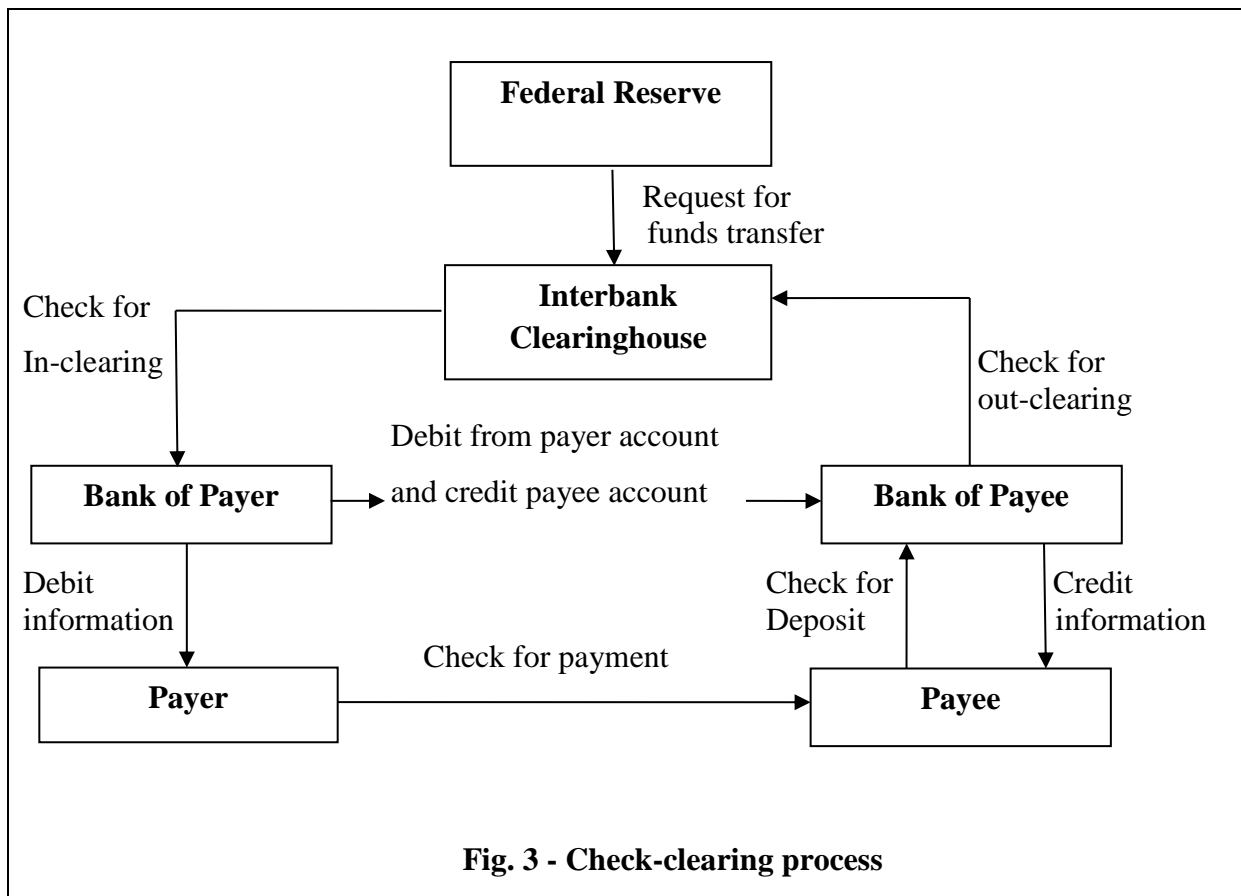 Federal Reserve
Request for
funds transfer
Interbank
Clearinghouse
Check for
In-clearing
Check for
out-clearing
Debit from payer account
and credit payee account
Bank of Payer
Bank of Payee
Debit
information
Check for
Deposit
Credit
information
Check for payment
Payer
Payee
Fig. 3 - Check-clearing process